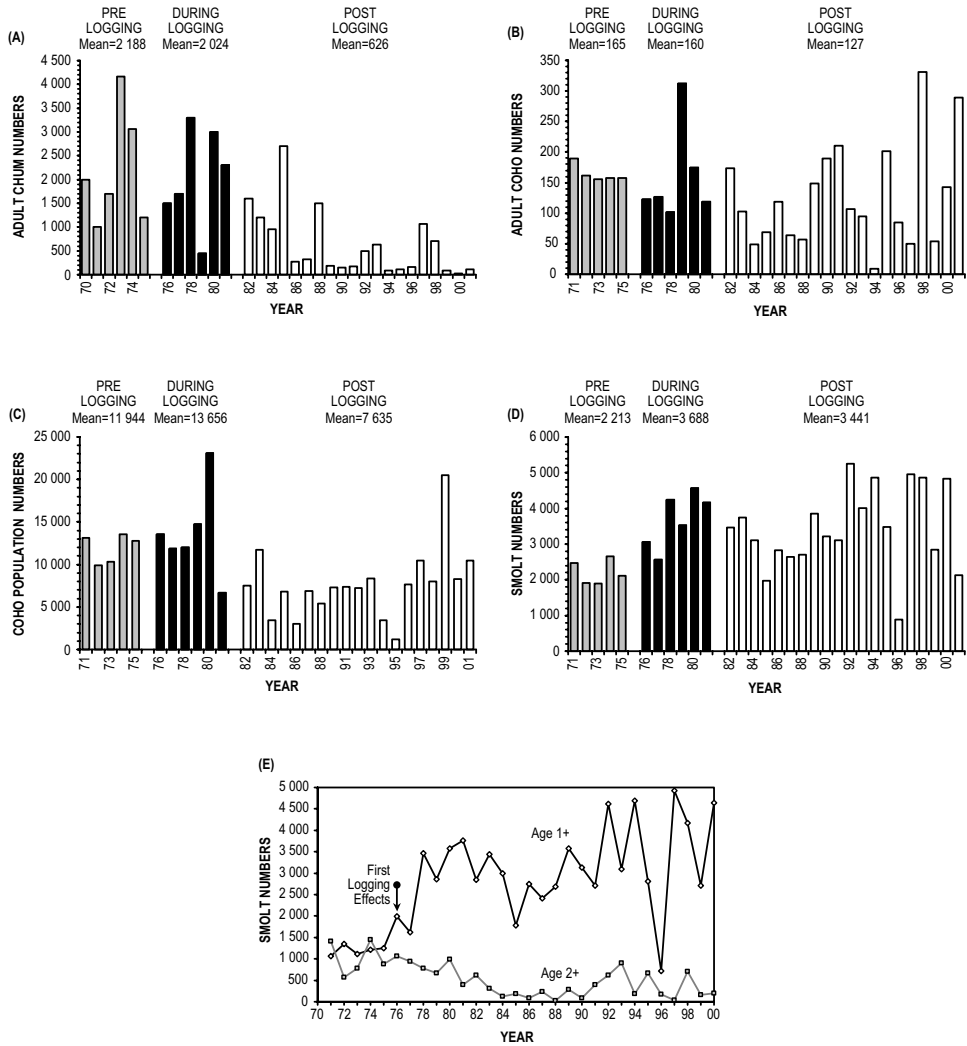 (A)
PRE LOGGING Mean=2 188
DURING LOGGING Mean=2 024
POST LOGGING Mean=626
ADULT CHUM NUMBERS
4 500
4 000
3 500
3 000
2 500
2 000
1 500
1 000
500
0
70 72 74 76 78 80 82 84 86 88 90 92 94 96 98 00
YEAR
(B)
PRE LOGGING Mean=165
DURING LOGGING Mean=160
POST LOGGING Mean=127
ADULT COHO NUMBERS
350
300
250
200
150
100
50
0
71 73 75 76 78 80 82 84 86 88 90 92 94 96 98 00
YEAR
(C)
PRE LOGGING Mean=11 944
DURING LOGGING Mean=13 656
POST LOGGING Mean=7 635
COHO POPULATION NUMBERS
25 000
20 000
15 000
10 000
5 000
0
71 73 75 76 78 80 82 84 86 88 91 93 95 97 99 01
YEAR
(D)
PRE LOGGING Mean=2 213
DURING LOGGING Mean=3 688
POST LOGGING Mean=3 441
SMOLT NUMBERS
6 000
5 000
4 000
3 000
2 000
1 000
0
71 73 75 76 78 80 82 84 86 88 90 92 94 96 98 00
YEAR
(E)
SMOLT NUMBERS
5 000
4 500
4 000
3 500
3 000
2 500
2 000
1 500
1 000
500
0
Age 1+
First
Logging
Effects
Age 2+
70 72 74 76 78 80 82 84 86 88 90 92 94 96 98 00
YEAR